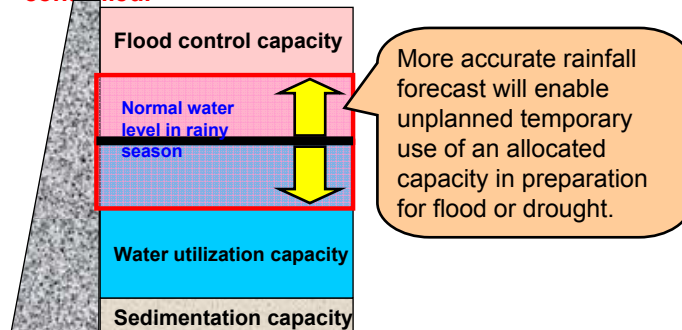 Flood control capacity
Normal water
level in rainy
season
More accurate rainfall
forecast will enable
unplanned temporary
use of an allocated
capacity in preparation
for flood or drought.
Water utilization capacity
Sedimentation capacity